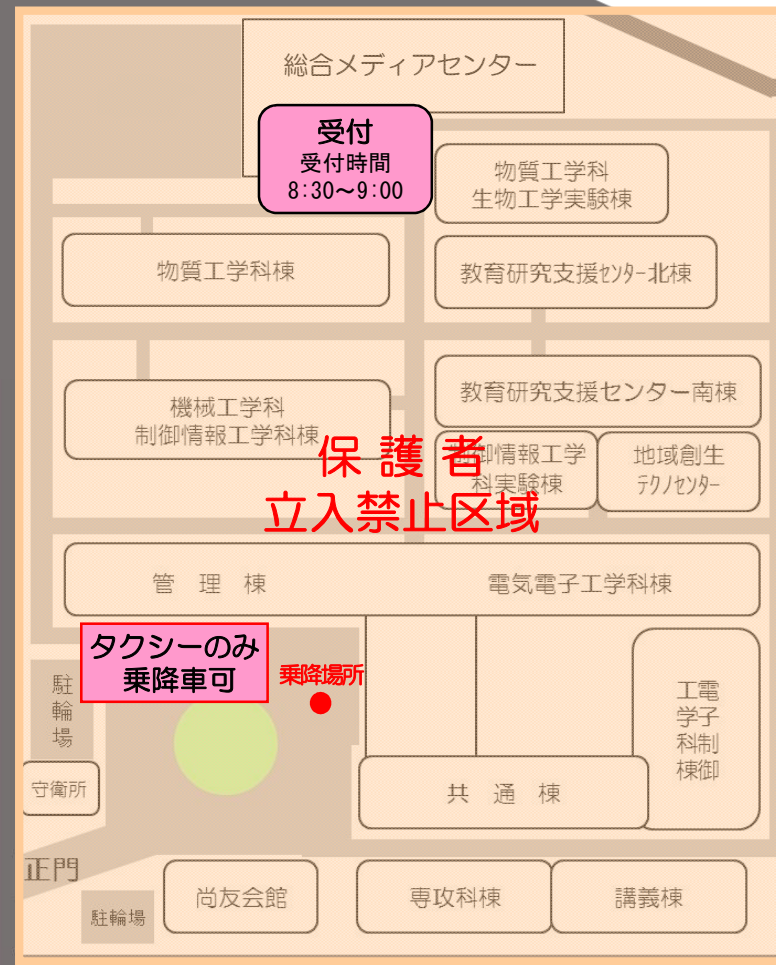 総合メディアセンター
受付
受付時間
8:30～9:00
物質工学科
生物工学実験棟
物質工学科棟
教育研究支援ｾﾝﾀｰ北棟
機械工学科
制御情報工学科棟
教育研究支援センター南棟
保護者
立入禁止区域
制御情報工学
科実験棟
地域創生
ﾃｸﾉｾﾝﾀｰ
管理棟
電気電子工学科棟
タクシーのみ
乗降車可
乗降場所
駐輪場
守衛所
電子制御
工学科棟
共通棟
正門
駐輪場
尚友会館
専攻科棟
講義棟